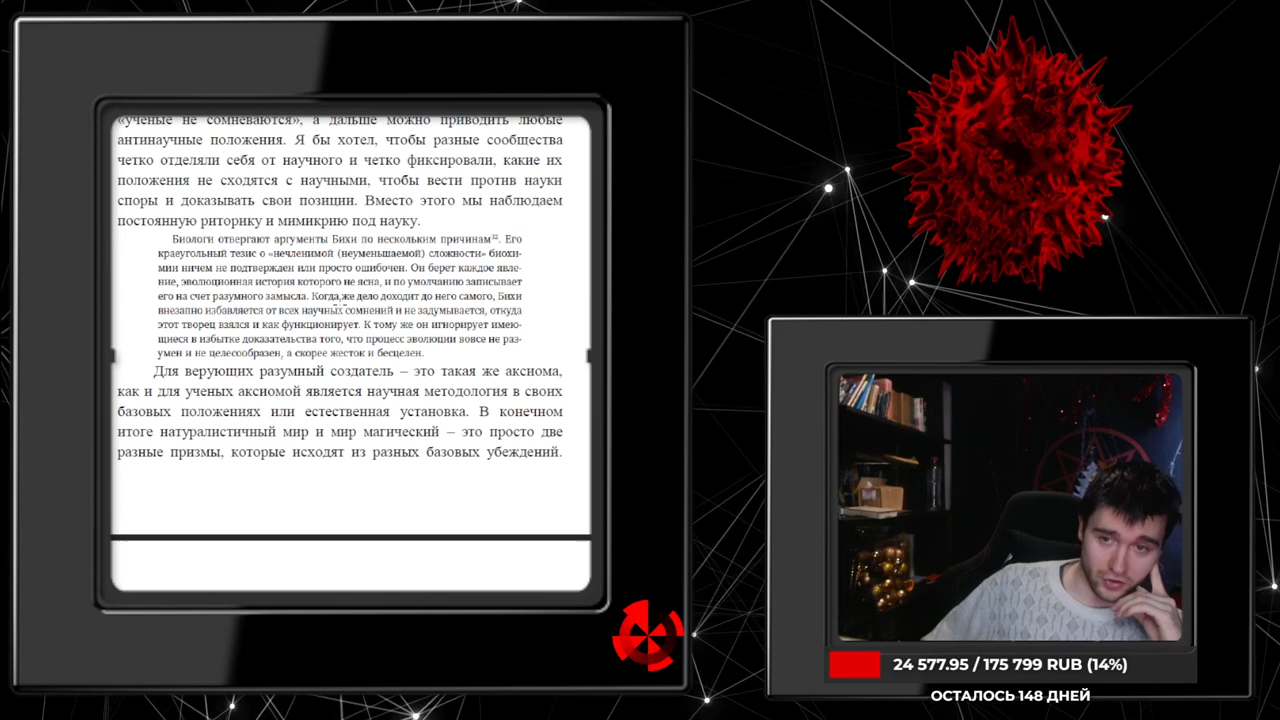 «ученые не сомневаются», а дальше можно приводить любые
антинаучные положения. Я бы хотел, чтобы разные сообщества
четко отделяли себя от научного и четко фиксировали, какие их
положения не сходятся с научными, чтобы вести против науки
споры и доказывать свои позиции. Вместо этого мы наблюдаем
постоянную риторику и мимикрию под науку.
Биологи отвергают аргументы Бихи по нескольким причинам³². Его
краеугольный тезис о «нечленимой (неуменьшаемой) сложности» биохи-
мии ничем не подтвержден или просто ошибочен. Он берет каждое явле-
ние, эволюционная история которого не ясна, и по умолчанию записывает
его на счет разумного замысла. Когда же дело доходит до него самого, Бихи
внезапно избавляется от всех научных сомнений и не задумывается, откуда
этот творец взялся и как функционирует. К тому же он игнорирует имею-
щиеся в избытке доказательства того, что процесс эволюции вовсе не раз-
умен и не целесообразен, а скорее жесток и бесцелен.
Для верующих разумный создатель – это такая же аксиома,
как и для ученых аксиомой является научная методология в своих
базовых положениях или естественная установка. В конечном
итоге натуралистичный мир и мир магический – это просто две
разные призмы, которые исходят из разных базовых убеждений.
24 577.95 / 175 799 RUB (14%)
ОСТАЛОСЬ 148 ДНЕЙ